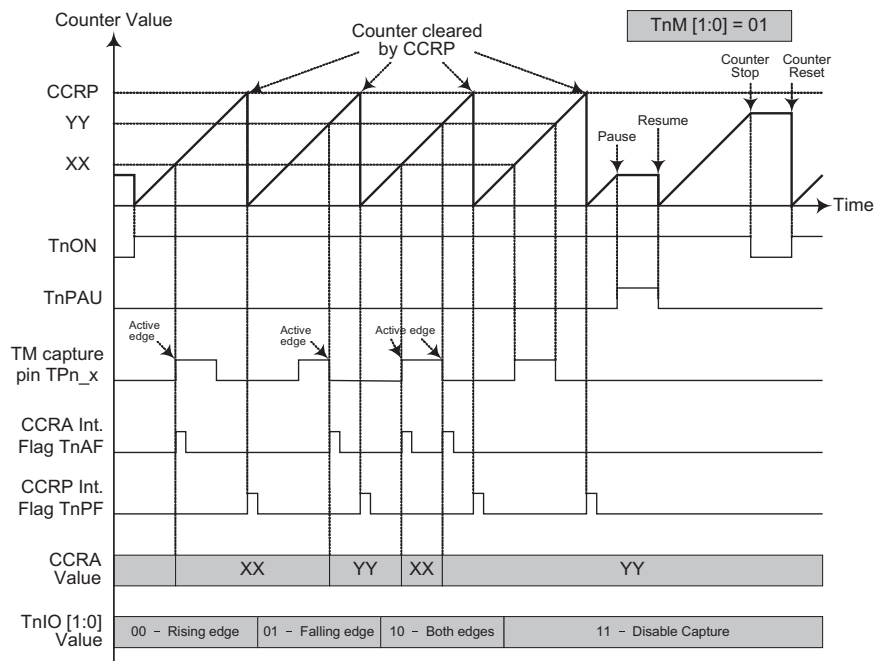 Counter Value
Counter cleared
by CCRP
TnM [1:0] = 01
Counter
Stop
Counter
Reset
CCRP
YY
XX
Pause
Resume
Time
TnON
TnPAU
Active
edge
Active
edge
Active edge
TM capture
pin TPn_x
CCRA Int.
Flag TnAF
CCRP Int.
Flag TnPF
CCRA
Value
XX
YY
XX
YY
TnIO [1:0]
Value
00 – Rising edge
01 – Falling edge
10 – Both edges
11 – Disable Capture